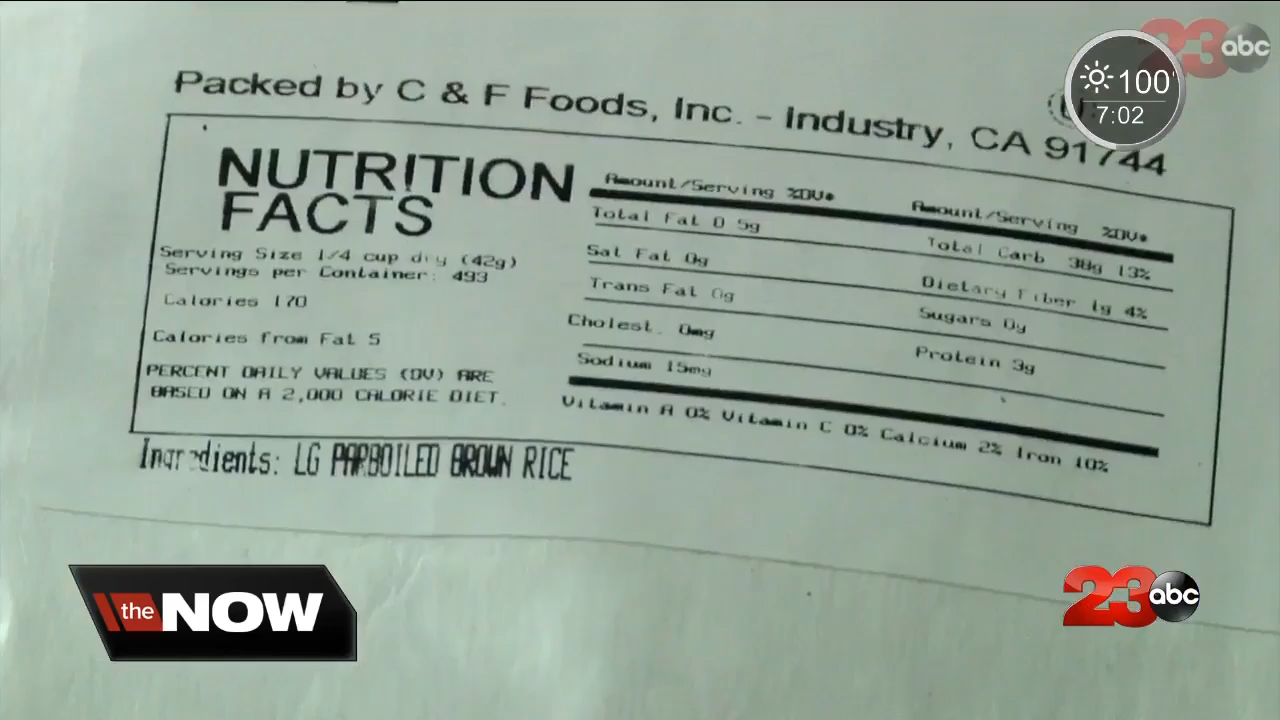 23 abc
100°
7:02
Packed by C & F Foods, Inc. - Industry, CA 91744
NUTRITION
FACTS
Serving Size 1/4 cup dry (42g)
Servings per Container: 493
Calories 170
Calories from Fat 5
PERCENT DAILY VALUES (DV) ARE
BASED ON A 2,000 CALORIE DIET.
Amount/Serving %DV*
Total Fat 0 5g
Sat Fat 0g
Trans Fat 0g
Cholest. 0mg
Sodium 15mg
Amount/Serving %DV*
Total Carb 38g 13%
Dietary Fiber 1g 4%
Sugars 0g
Protein 3g
Vitamin A 0% Vitamin C 0% Calcium 2% Iron 10%
Ingredients: LG PARBOILED BROWN RICE
the NOW
23 abc